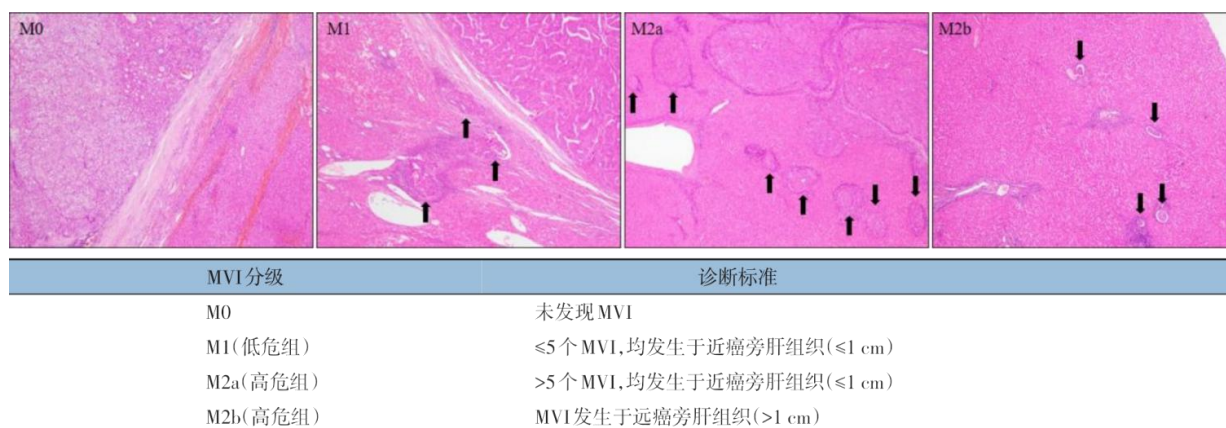 M0 M1 M2a M2b
MVI分级 诊断标准
M0 未发现MVI
M1(低危组) ≤5个MVI,均发生于近癌旁肝组织(≤1 cm)
M2a(高危组) >5个MVI,均发生于近癌旁肝组织(≤1 cm)
M2b(高危组) MVI发生于远癌旁肝组织(>1 cm)